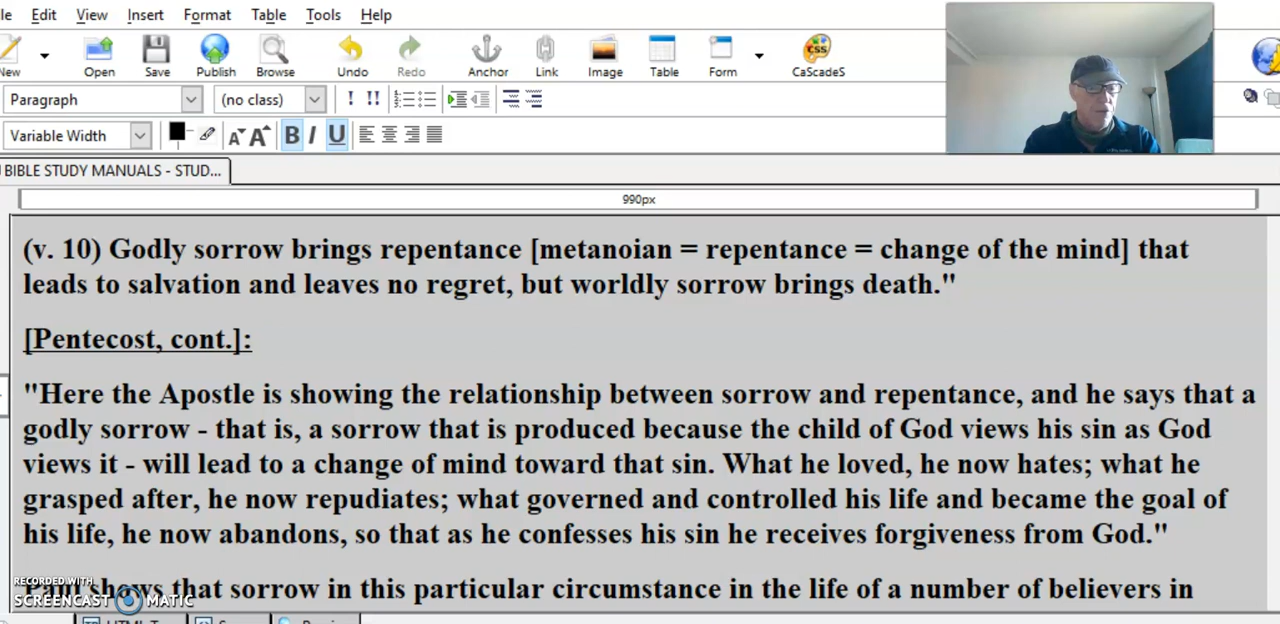 le Edit View Insert Format Table Tools Help
New Open Save Publish Browse Undo Redo Anchor Link Image Table Form CaScadeS
Paragraph (no class) ! !!
Variable Width A A B I U
BIBLE STUDY MANUALS - STUD...
990px
(v. 10) Godly sorrow brings repentance [metanoian = repentance = change of the mind] that
leads to salvation and leaves no regret, but worldly sorrow brings death."
[Pentecost, cont.]:
"Here the Apostle is showing the relationship between sorrow and repentance, and he says that a
godly sorrow - that is, a sorrow that is produced because the child of God views his sin as God
views it - will lead to a change of mind toward that sin. What he loved, he now hates; what he
grasped after, he now repudiates; what governed and controlled his life and became the goal of
his life, he now abandons, so that as he confesses his sin he receives forgiveness from God."
RECORDED WITH
shows that sorrow in this particular circumstance in the life of a number of believers in
SCREENCAST MATIC